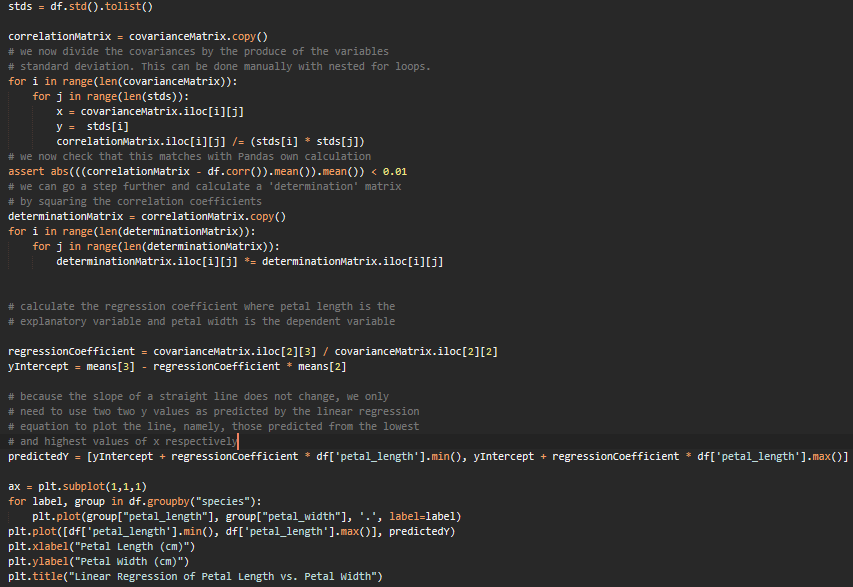 stds = df.std().tolist()
correlationMatrix = covarianceMatrix.copy()
# we now divide the covariances by the produce of the variables
# standard deviation. This can be done manually with nested for loops.
for i in range(len(covarianceMatrix)):
for j in range(len(stds)):
x = covarianceMatrix.iloc[i][j]
y =  stds[i]
correlationMatrix.iloc[i][j] /= (stds[i] * stds[j])
# we now check that this matches with Pandas own calculation
assert abs(((correlationMatrix - df.corr()).mean()).mean()) < 0.01
# we can go a step further and calculate a 'determination' matrix
# by squaring the correlation coefficients
determinationMatrix = correlationMatrix.copy()
for i in range(len(determinationMatrix)):
for j in range(len(determinationMatrix)):
determinationMatrix.iloc[i][j] *= determinationMatrix.iloc[i][j]
# calculate the regression coefficient where petal length is the
# explanatory variable and petal width is the dependent variable
regressionCoefficient = covarianceMatrix.iloc[2][3] / covarianceMatrix.iloc[2][2]
yIntercept = means[3] - regressionCoefficient * means[2]
# because the slope of a straight line does not change, we only
# need to use two two y values as predicted by the linear regression
# equation to plot the line, namely, those predicted from the lowest
# and highest values of x respectively
predictedY = [yIntercept + regressionCoefficient * df['petal_length'].min(), yIntercept + regressionCoefficient * df['petal_length'].max()]
ax = plt.subplot(1,1,1)
for label, group in df.groupby("species"):
plt.plot(group["petal_length"], group["petal_width"], '.', label=label)
plt.plot([df['petal_length'].min(), df['petal_length'].max()], predictedY)
plt.xlabel("Petal Length (cm)")
plt.ylabel("Petal Width (cm)")
plt.title("Linear Regression of Petal Length vs. Petal Width")